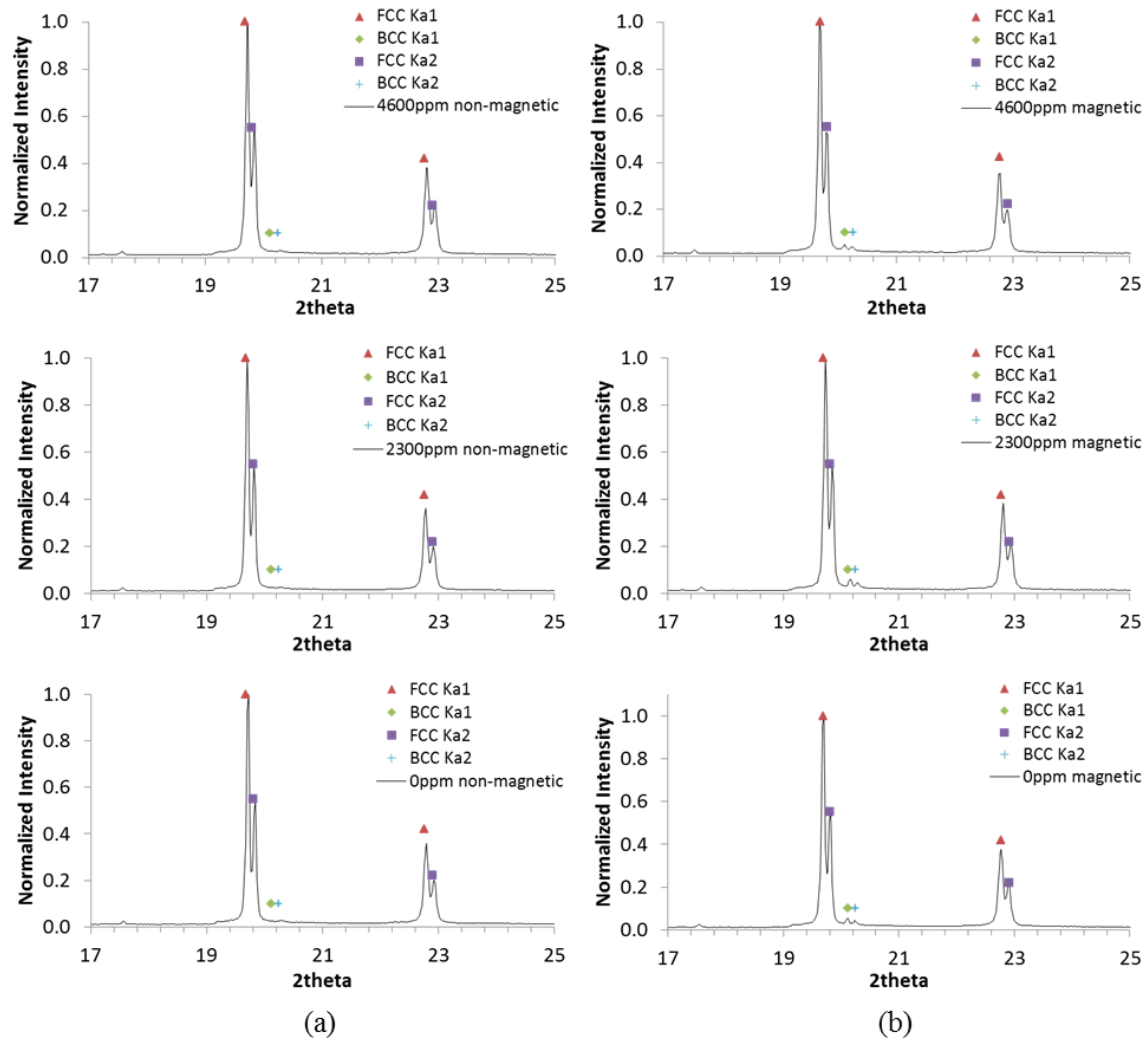 Normalized Intensity
1.0
0.8
0.6
0.4
0.2
0.0
17 19 21 23 25
2theta
FCC Ka1
BCC Ka1
FCC Ka2
BCC Ka2
4600ppm non-magnetic
Normalized Intensity
1.0
0.8
0.6
0.4
0.2
0.0
17 19 21 23 25
2theta
FCC Ka1
BCC Ka1
FCC Ka2
BCC Ka2
4600ppm magnetic
Normalized Intensity
1.0
0.8
0.6
0.4
0.2
0.0
17 19 21 23 25
2theta
FCC Ka1
BCC Ka1
FCC Ka2
BCC Ka2
2300ppm non-magnetic
Normalized Intensity
1.0
0.8
0.6
0.4
0.2
0.0
17 19 21 23 25
2theta
FCC Ka1
BCC Ka1
FCC Ka2
BCC Ka2
2300ppm magnetic
Normalized Intensity
1.0
0.8
0.6
0.4
0.2
0.0
17 19 21 23 25
2theta
FCC Ka1
BCC Ka1
FCC Ka2
BCC Ka2
0ppm non-magnetic
Normalized Intensity
1.0
0.8
0.6
0.4
0.2
0.0
17 19 21 23 25
2theta
FCC Ka1
BCC Ka1
FCC Ka2
BCC Ka2
0ppm magnetic
(a)
(b)